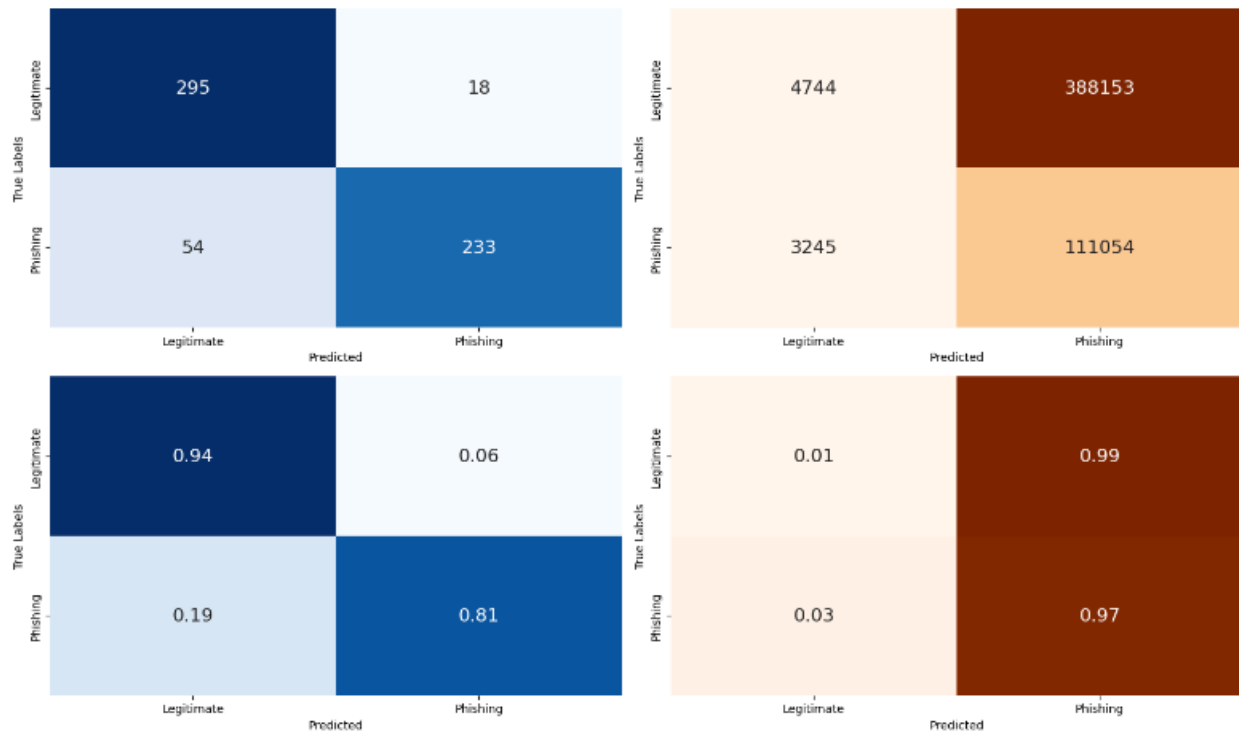 Legitimate
295
18
True Labels
Phishing
54
233
Legitimate
Phishing
Predicted
Legitimate
4744
388153
True Labels
Phishing
3245
111054
Legitimate
Phishing
Predicted
Legitimate
0.94
0.06
True Labels
Phishing
0.19
0.81
Legitimate
Phishing
Predicted
Legitimate
0.01
0.99
True Labels
Phishing
0.03
0.97
Legitimate
Phishing
Predicted